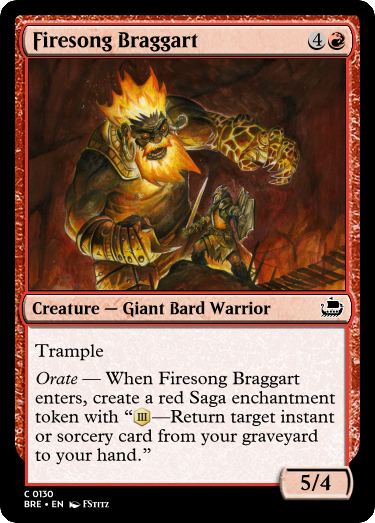 Firesong Braggart 4
Creature — Giant Bard Warrior
Trample
Orate — When Firesong Braggart
enters, create a red Saga enchantment
token with “III—Return target instant
or sorcery card from your graveyard
to your hand.”
5/4
C 0130
BRE • EN FStitz